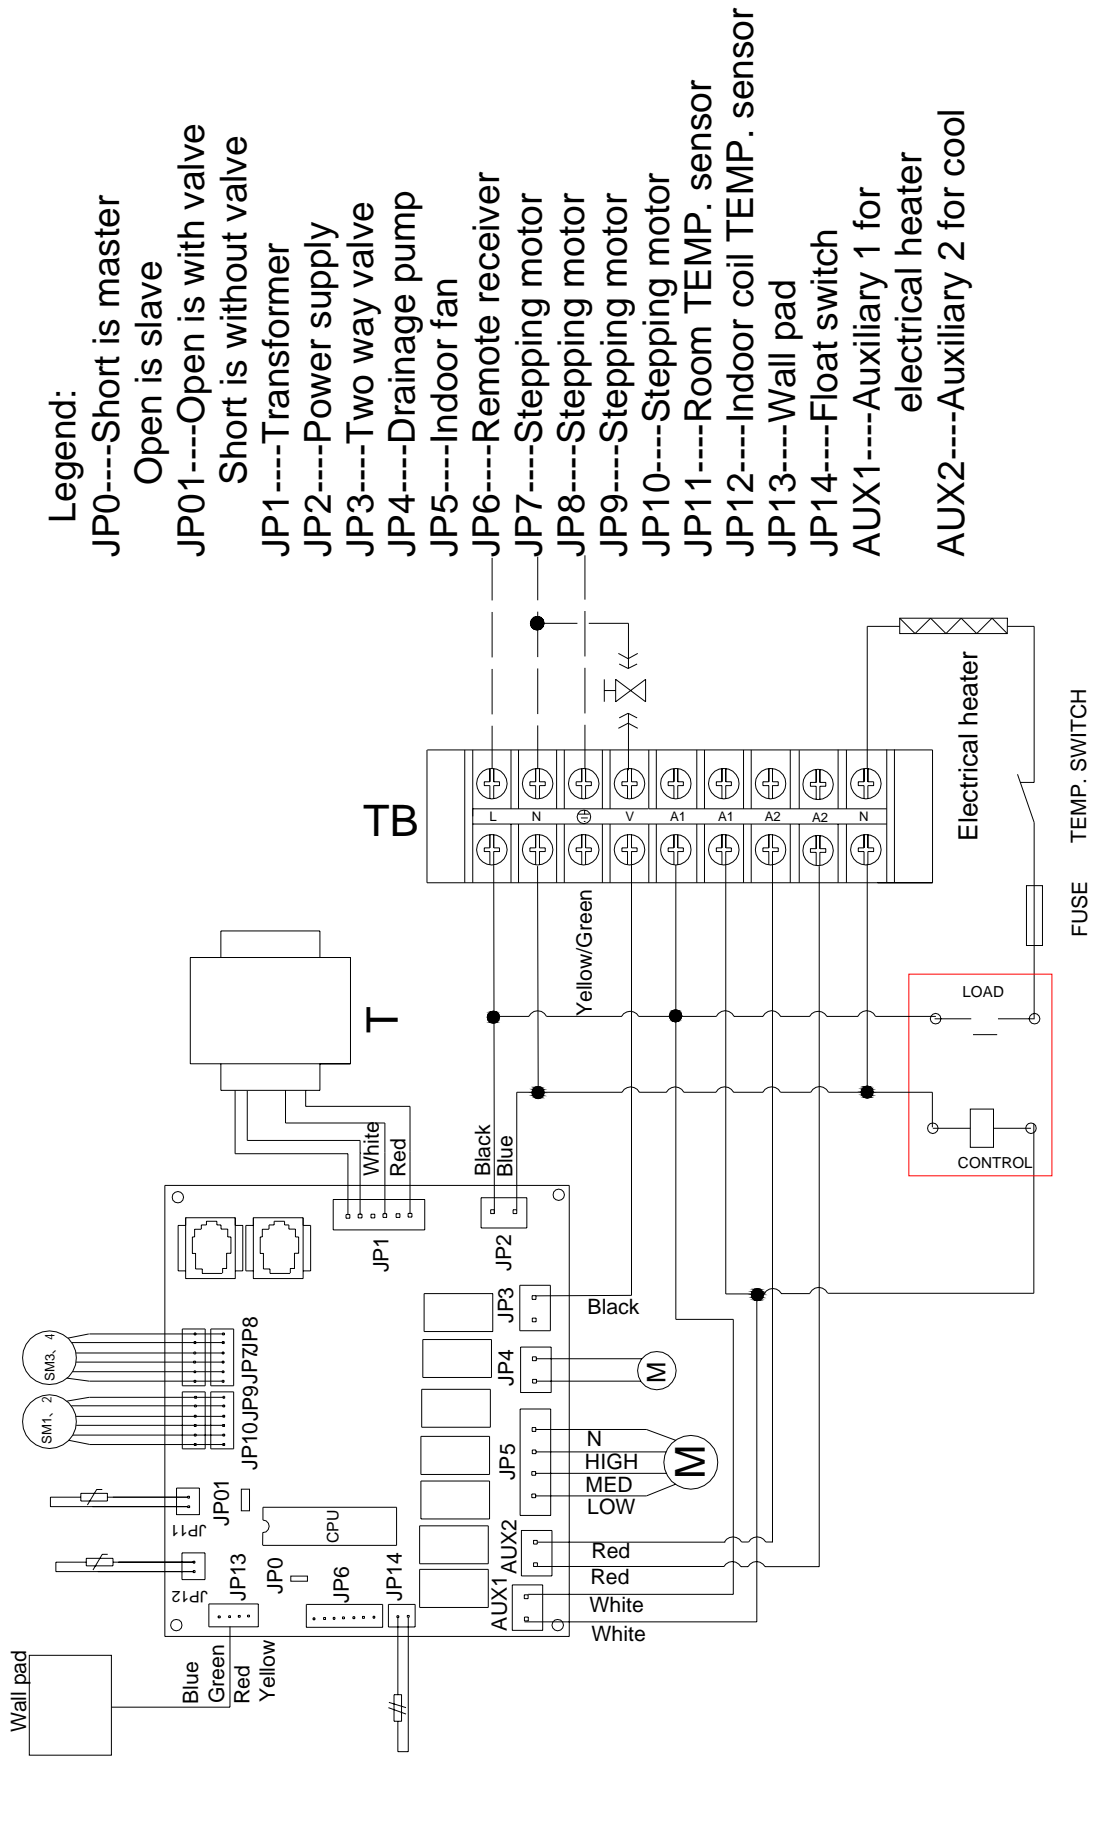 Legend:
JP0----Short is master
Open is slave
JP01----Open is with valve
Short is without valve
JP1----Transformer
JP2----Power supply
JP3----Two way valve
JP4----Drainage pump
JP5----Indoor fan
JP6----Remote receiver
JP7----Stepping motor
JP8----Stepping motor
JP9----Stepping motor
JP10----Stepping motor
JP11----Room TEMP. sensor
JP12----Indoor coil TEMP. sensor
JP13----Wall pad
JP14----Float switch
AUX1----Auxiliary 1 for
electrical heater
AUX2----Auxiliary 2 for cool
TB
L
N
V
A1
A1
A2
A2
N
Electrical heater
TEMP. SWITCH
FUSE
LOAD
CONTROL
Yellow/Green
T
White
Red
Black
Blue
JP1
JP2
JP3
Black
JP4
M
JP5
N
HIGH
MED
LOW
M
AUX2
Red
Red
AUX1
White
White
SM3、4
SM1、2
JP8
JP7
JP9
JP10
JP01
JP11
CPU
JP12
JP13
JP0
JP6
JP14
Wall pad
Blue
Green
Red
Yellow